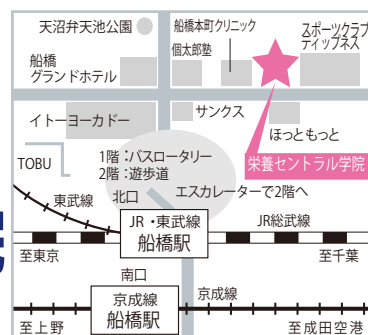 天沼弁天池公園
船橋本町クリニック
スポーツクラブ
ティップネス
個太郎塾
船橋
グランドホテル
サンクス
イトーヨーカドー
ほっともっと
栄養セントラル学院
TOBU
1階：バスロータリー
2階：遊歩道
北口
エスカレーターで2階へ
東武線
JR・東武線
船橋駅
JR総武線
至東京
至千葉
南口
京成線
船橋駅
京成線
至上野
至成田空港